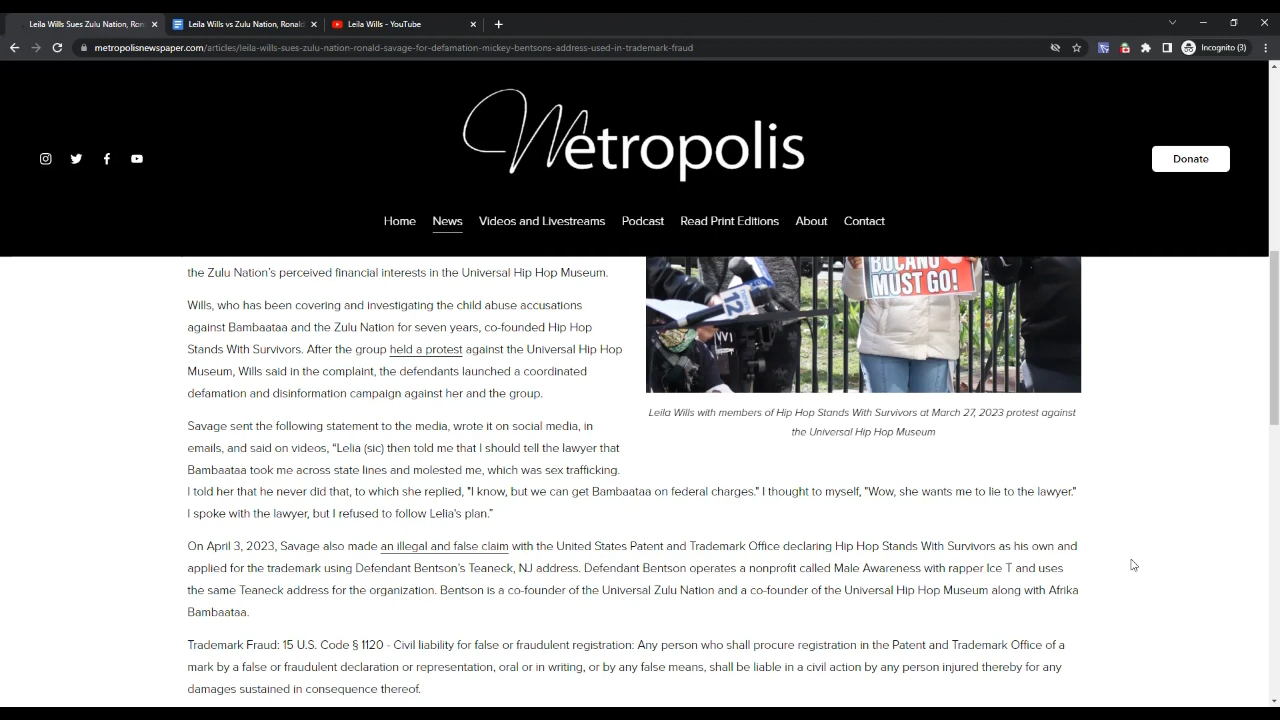 Leila Wills Sues Zulu Nation, Ron
Leila Wills vs Zulu Nation, Ronald
Leila Wills - YouTube
metropolisnewspaper.com/articles/leila-wills-sues-zulu-nation-ronald-savage-for-defamation-mickey-bentsons-address-used-in-trademark-fraud
Incognito (3)
Metropolis
Donate
Home News Videos and Livestreams Podcast Read Print Editions About Contact
the Zulu Nation's perceived financial interests in the Universal Hip Hop Museum.
Wills, who has been covering and investigating the child abuse accusations
against Bambaataa and the Zulu Nation for seven years, co-founded Hip Hop
Stands With Survivors. After the group held a protest against the Universal Hip Hop
Museum, Wills said in the complaint, the defendants launched a coordinated
defamation and disinformation campaign against her and the group.
BOCANO
MUST GO!
12
Leila Wills with members of Hip Hop Stands With Survivors at March 27, 2023 protest against
the Universal Hip Hop Museum
Savage sent the following statement to the media, wrote it on social media, in
emails, and said on videos, “Lelia (sic) then told me that I should tell the lawyer that
Bambaataa took me across state lines and molested me, which was sex trafficking.
I told her that he never did that, to which she replied, "I know, but we can get Bambaataa on federal charges." I thought to myself, "Wow, she wants me to lie to the lawyer."
I spoke with the lawyer, but I refused to follow Lelia's plan.”
On April 3, 2023, Savage also made an illegal and false claim with the United States Patent and Trademark Office declaring Hip Hop Stands With Survivors as his own and
applied for the trademark using Defendant Bentson’s Teaneck, NJ address. Defendant Bentson operates a nonprofit called Male Awareness with rapper Ice T and uses
the same Teaneck address for the organization. Bentson is a co-founder of the Universal Zulu Nation and a co-founder of the Universal Hip Hop Museum along with Afrika
Bambaataa.
Trademark Fraud: 15 U.S. Code § 1120 - Civil liability for false or fraudulent registration: Any person who shall procure registration in the Patent and Trademark Office of a
mark by a false or fraudulent declaration or representation, oral or in writing, or by any false means, shall be liable in a civil action by any person injured thereby for any
damages sustained in consequence thereof.